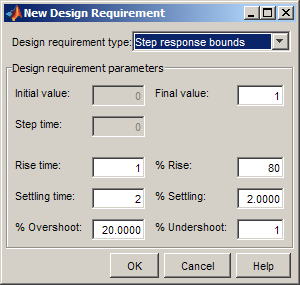 New Design Requirement
Design requirement type: Step response bounds
Design requirement parameters
Initial value: 0 Final value: 1
Step time: 0
Rise time: 1 % Rise: 80
Settling time: 2 % Settling: 2.0000
% Overshoot: 20.0000 % Undershoot: 1
OK Cancel Help